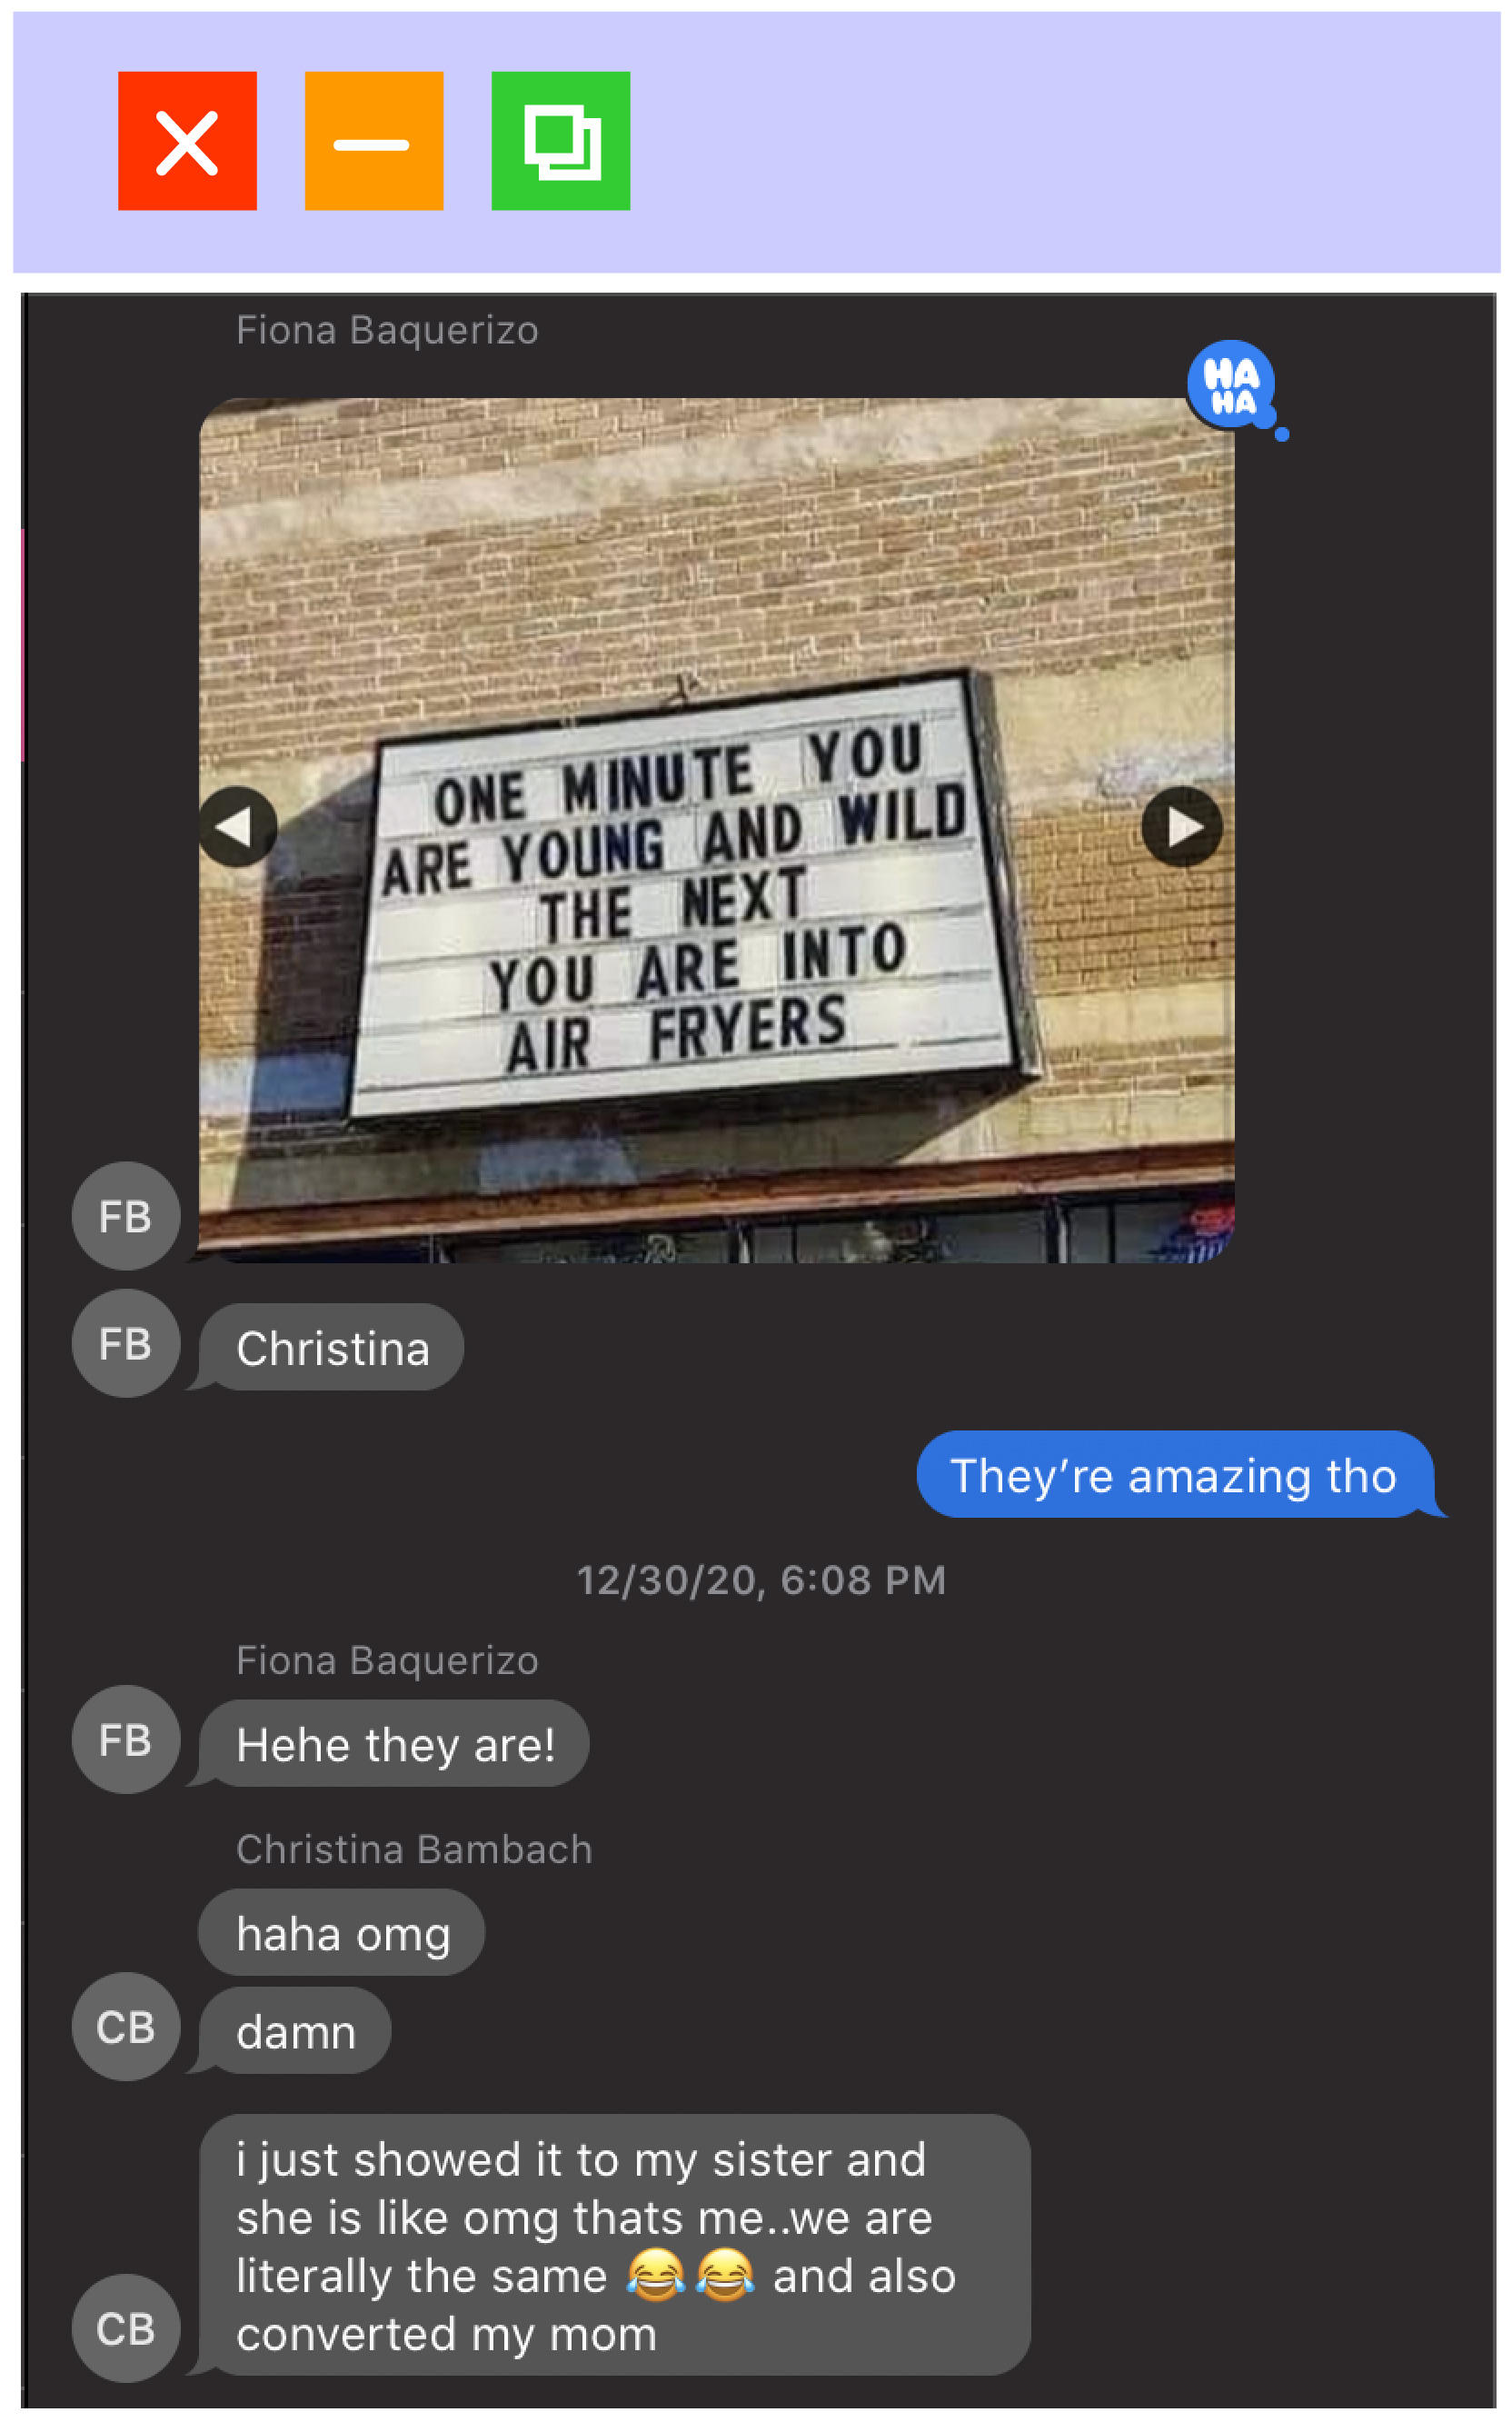 Fiona Baquerizo
HA
HA
ONE MINUTE YOU
ARE YOUNG AND WILD
THE NEXT
YOU ARE INTO
AIR FRYERS
FB
FB
Christina
They’re amazing tho
12/30/20, 6:08 PM
Fiona Baquerizo
FB
Hehe they are!
Christina Bambach
haha omg
CB
damn
i just showed it to my sister and
she is like omg thats me..we are
literally the same 😂😂 and also
CB
converted my mom